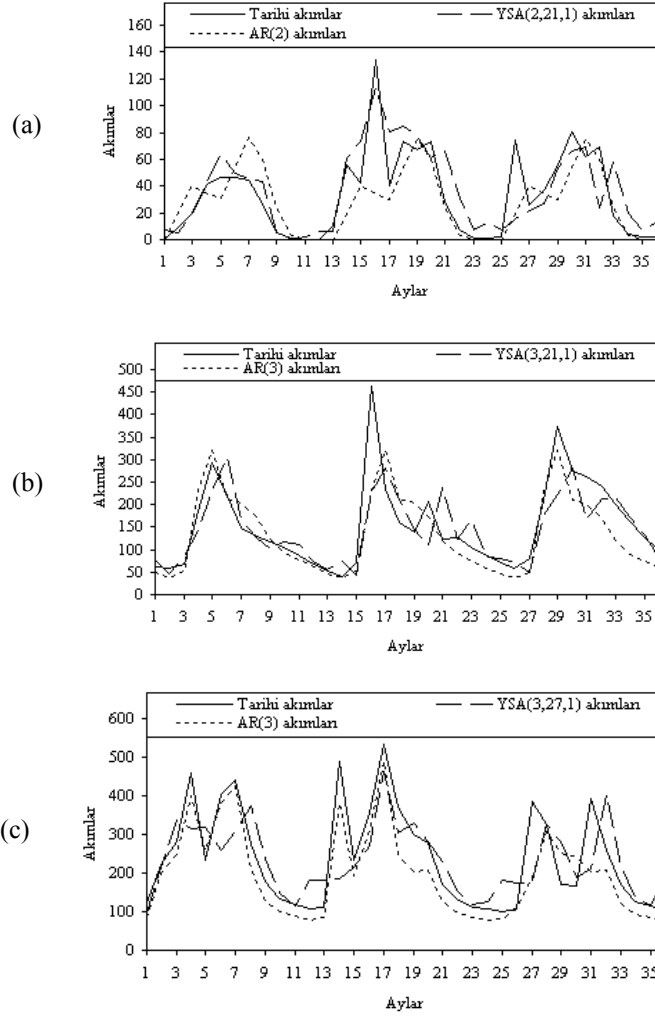 (a)
Tarihi akımlar YSA(2,21,1) akımları
AR(2) akımları
Akımlar
160
140
120
100
80
60
40
20
0
1 3 5 7 9 11 13 15 17 19 21 23 25 27 29 31 33 35
Aylar
(b)
Tarihi akımlar YSA(3,21,1) akımları
AR(3) akımları
Akımlar
500
450
400
350
300
250
200
150
100
50
0
1 3 5 7 9 11 13 15 17 19 21 23 25 27 29 31 33 35
Aylar
(c)
Tarihi akımlar YSA(3,27,1) akımları
AR(3) akımları
Akımlar
600
500
400
300
200
100
0
1 3 5 7 9 11 13 15 17 19 21 23 25 27 29 31 33 35
Aylar